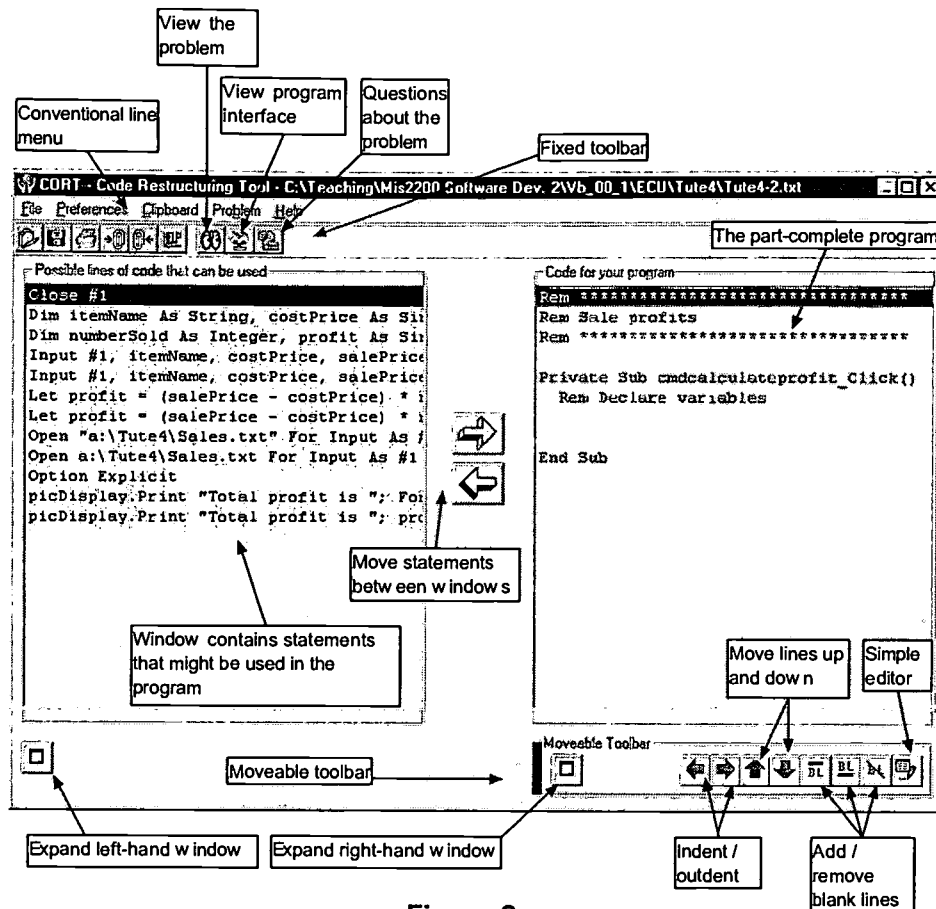 View the
problem
View program
interface
Questions
about the
problem
Conventional line
menu
Fixed toolbar
CORT - Code Restructuring Tool - C:\Teaching\Mis2200 Software Dev. 2\Vb_00_1\ECU\Tute4\Tute4-2.txt
File Preferences Clipboard Problem Help
The part-complete program
Possible lines of code that can be used
Close #1
Dim itemName As String, costPrice As Sin
Dim numberSold As Integer, profit As Sin
Input #1, itemName, costPrice, salePrice
Input #1, itemName, costPrice, salePrice
Let profit = (salePrice - costPrice) *
Let profit = (salePrice - costPrice) *
Open "a:\Tute4\Sales.txt" For Input As #
Open a:\Tute4\Sales.txt For Input As #1
Option Explicit
picDisplay.Print "Total profit is "; For
picDisplay.Print "Total profit is "; pro
Code for your program
Rem *********************************
Rem Sale profits
Rem *********************************
Private Sub cmdcalculateprofit_Click()
Rem Declare variables
End Sub
Move statements
between windows
Window contains statements
that might be used in the
program
Move lines up
and down
Simple
editor
Moveable Toolbar
BL BL BL
Moveable toolbar
Expand left-hand window
Expand right-hand window
Indent /
outdent
Add /
remove
blank lines